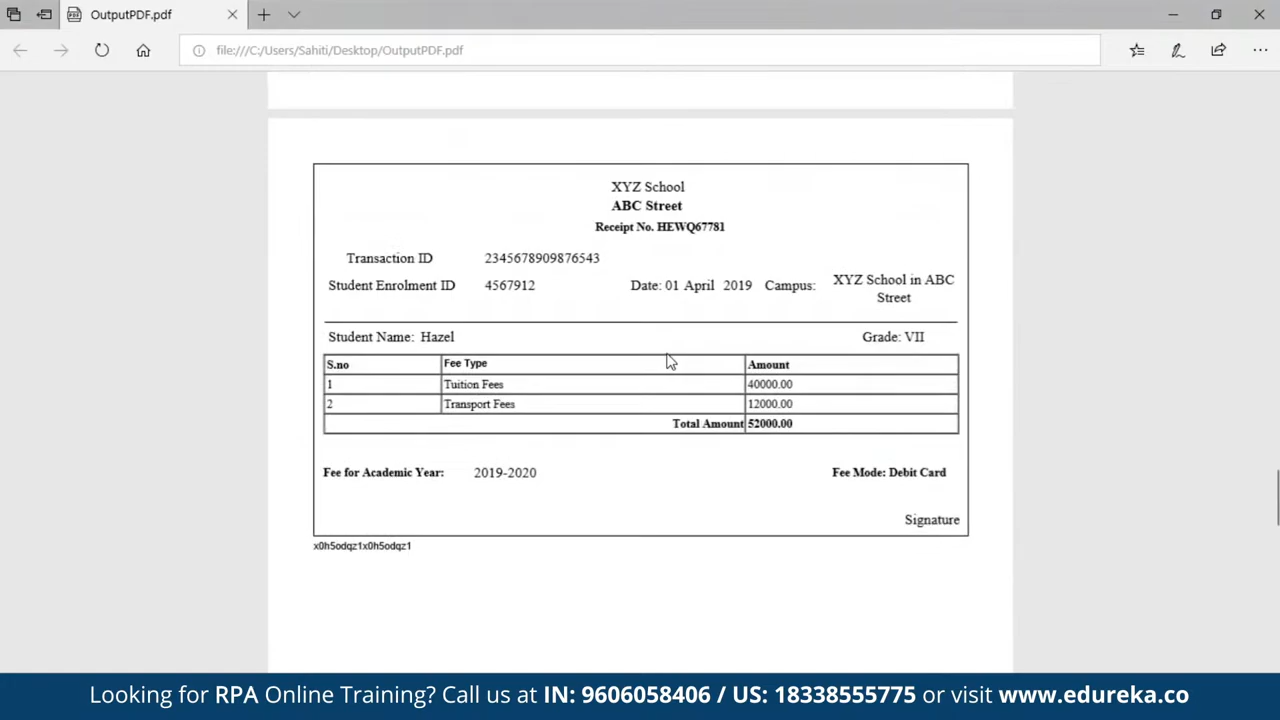 OutputPDF.pdf
file:///C:/Users/Sahiti/Desktop/OutputPDF.pdf
XYZ School
ABC Street
Receipt No. HEWQ67781
Transaction ID 2345678909876543
Student Enrolment ID 4567912 Date: 01 April 2019 Campus: XYZ School in ABC
Street
Student Name: Hazel Grade: VII
S.no Fee Type Amount
1 Tuition Fees 40000.00
2 Transport Fees 12000.00
Total Amount 52000.00
Fee for Academic Year: 2019-2020 Fee Mode: Debit Card
Signature
x0h5odqz1x0h5odqz1
Looking for RPA Online Training? Call us at IN: 9606058406 / US: 18338555775 or visit www.edureka.co